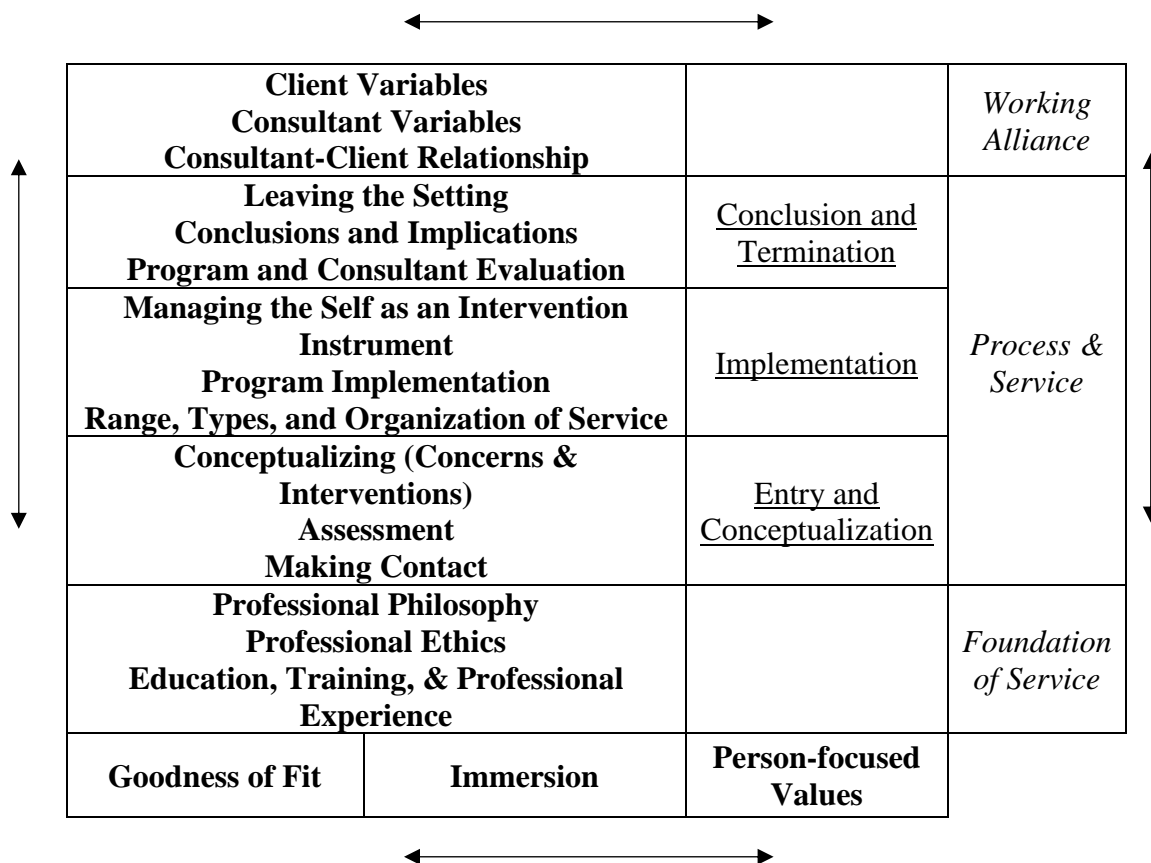 Client Variables
Consultant Variables
Consultant-Client Relationship
Working
Alliance
Leaving the Setting
Conclusions and Implications
Program and Consultant Evaluation
Conclusion and
Termination
Managing the Self as an Intervention
Instrument
Program Implementation
Range, Types, and Organization of Service
Implementation
Process &
Service
Conceptualizing (Concerns &
Interventions)
Assessment
Making Contact
Entry and
Conceptualization
Professional Philosophy
Professional Ethics
Education, Training, & Professional
Experience
Foundation
of Service
Goodness of Fit
Immersion
Person-focused
Values